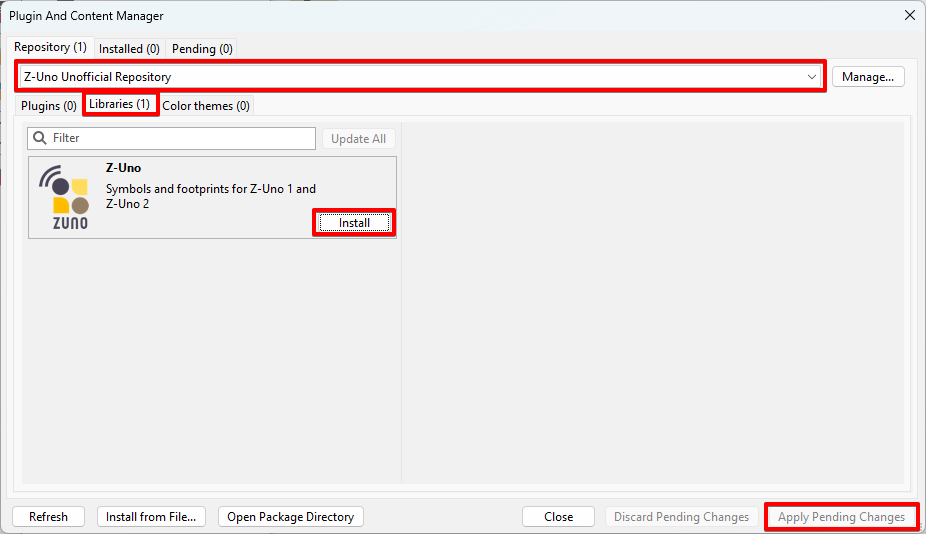 Plugin And Content Manager
Repository (1) Installed (0) Pending (0)
Z-Uno Unofficial Repository Manage...
Plugins (0) Libraries (1) Color themes (0)
Filter Update All
Z-Uno
Symbols and footprints for Z-Uno 1 and
Z-Uno 2
ZUNO
Install
Refresh Install from File... Open Package Directory Close Discard Pending Changes Apply Pending Changes